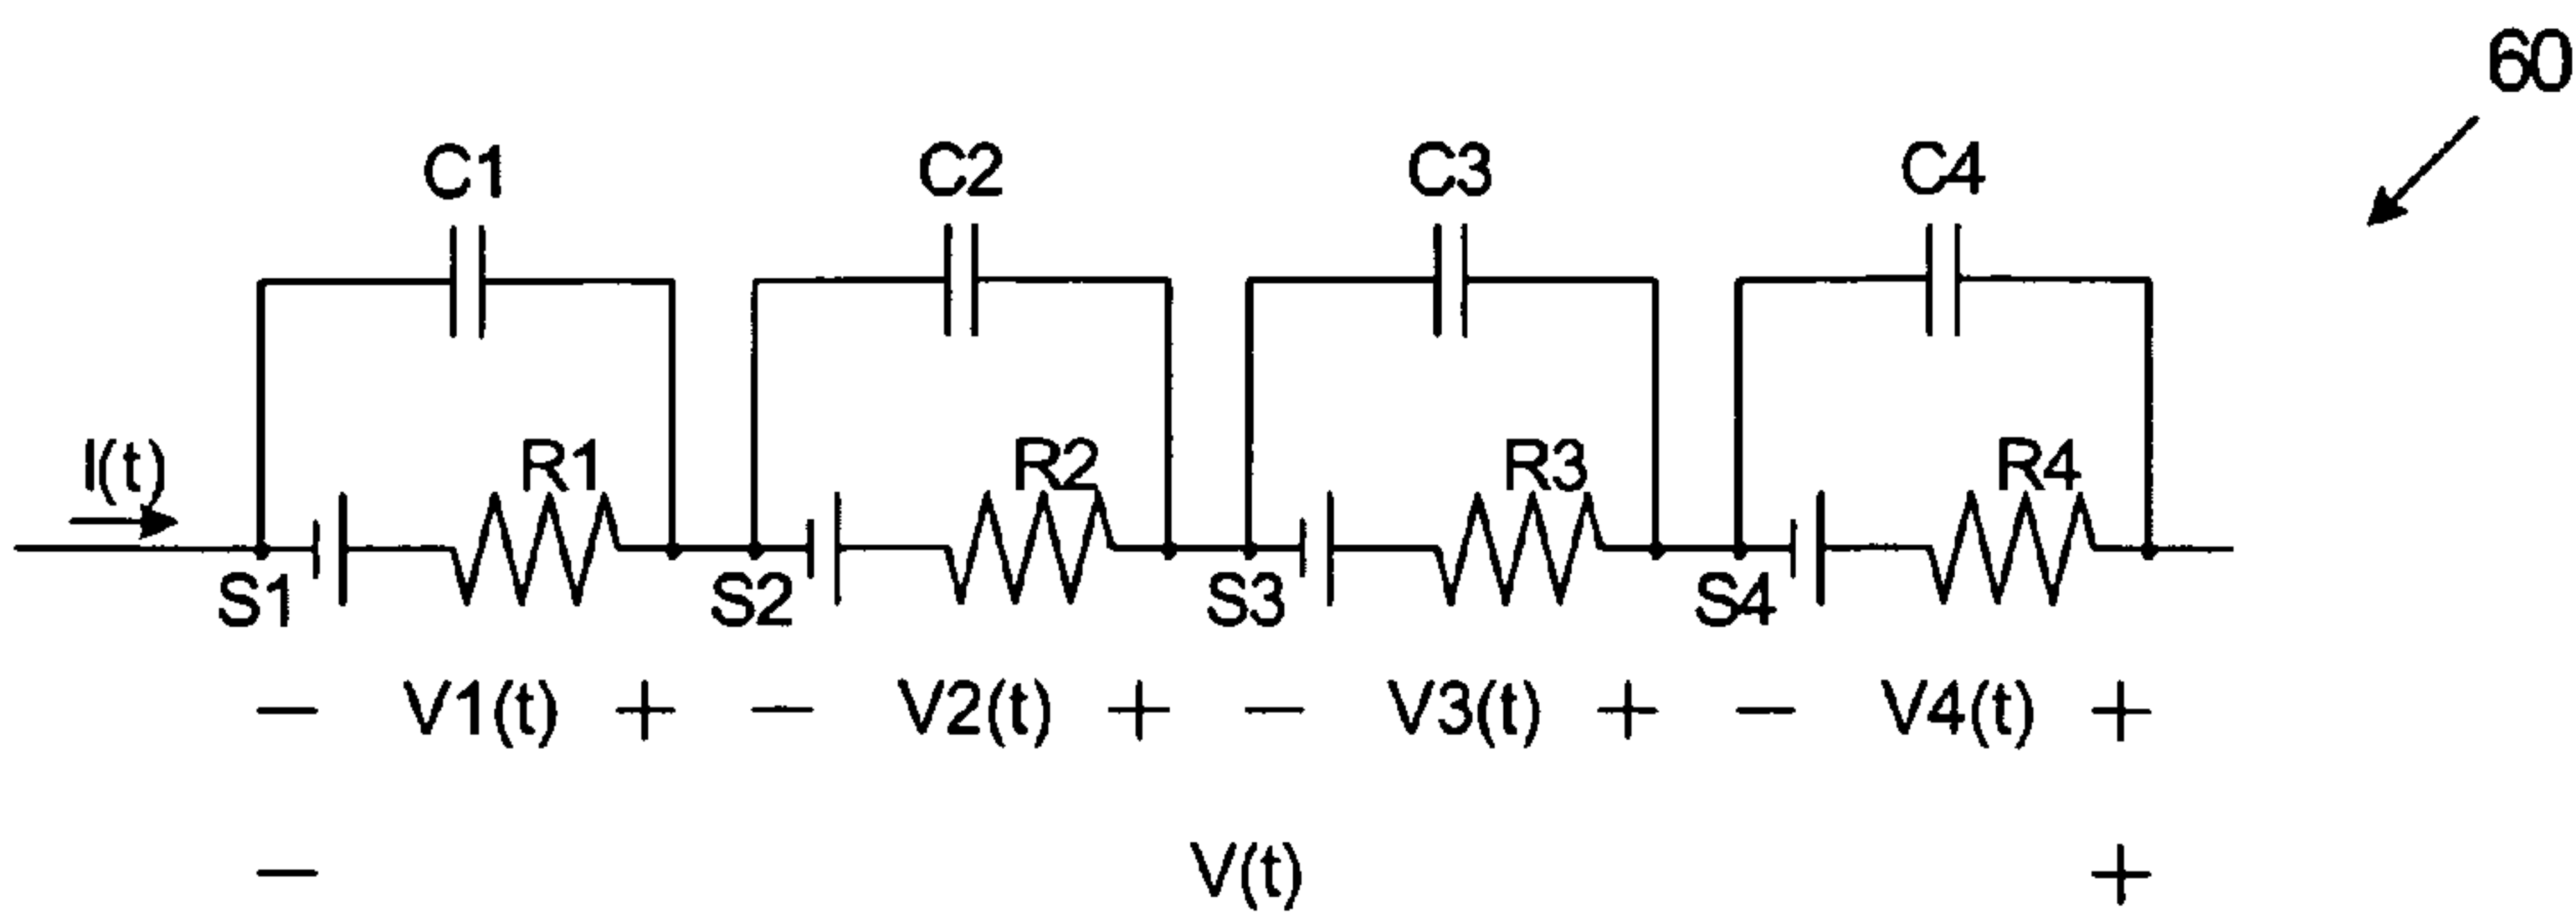 60
C1 C2 C3 C4
I(t) R1 R2 R3 R4
S1 S2 S3 S4
− V1(t) + − V2(t) + − V3(t) + − V4(t) +
− V(t) +